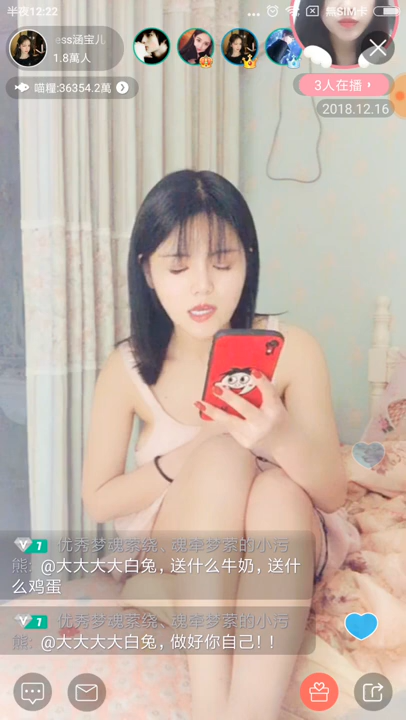 半夜12:22
無SIM卡
ess涵宝儿
1.8萬人
3人在播，
喵糧:36354.2萬
2018.12.16
V 7 优秀梦魂萦绕、魂牵梦萦的小污
熊: @大大大大白兔，送什么牛奶，送什
么鸡蛋
V 7 优秀梦魂萦绕、魂牵梦萦的小污
熊: @大大大大白兔，做好你自己！！